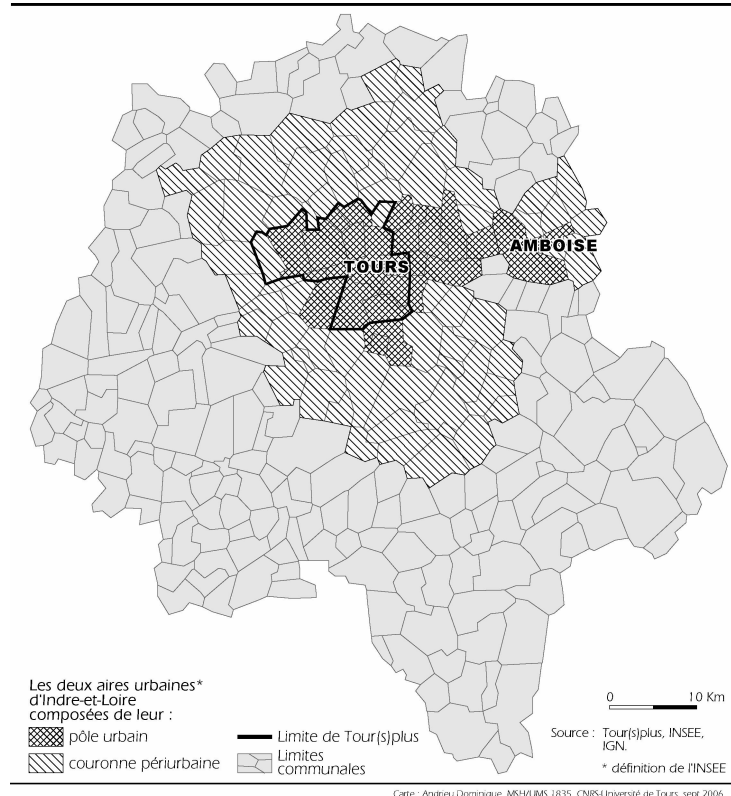 AMBOISE
TOURS
Les deux aires urbaines*
d'Indre-et-Loire
composées de leur :
pôle urbain
couronne périurbaine
Limite de Tour(s)plus
Limites
communales
0 10 Km
Source : Tour(s)plus, INSEE,
IGN.
* définition de l'INSEE
Carte : Andrieu Dominique, MSH/UMS 1835, CNRS-Université de Tours, sept 2006